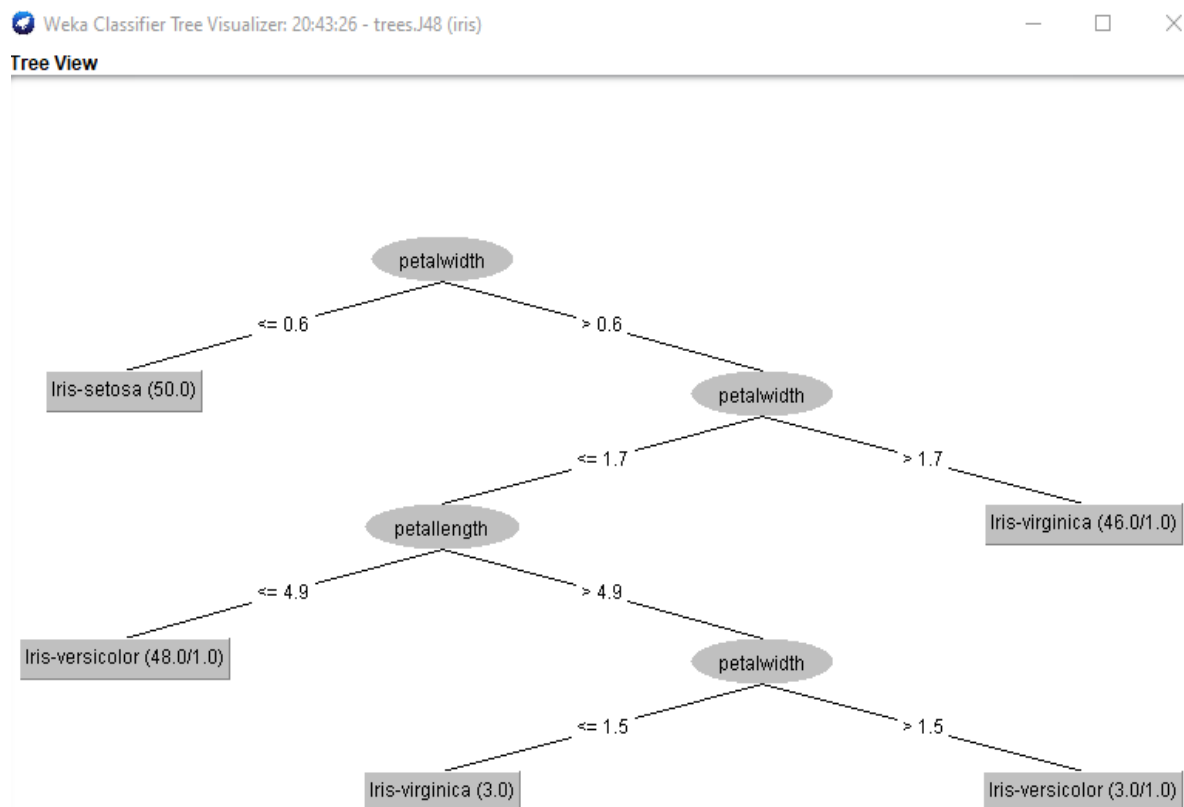 Weka Classifier Tree Visualizer: 20:43:26 - trees.J48 (iris)
Tree View
petalwidth
<= 0.6
> 0.6
Iris-setosa (50.0)
petalwidth
<= 1.7
> 1.7
petallength
Iris-virginica (46.0/1.0)
<= 4.9
> 4.9
Iris-versicolor (48.0/1.0)
petalwidth
<= 1.5
> 1.5
Iris-virginica (3.0)
Iris-versicolor (3.0/1.0)